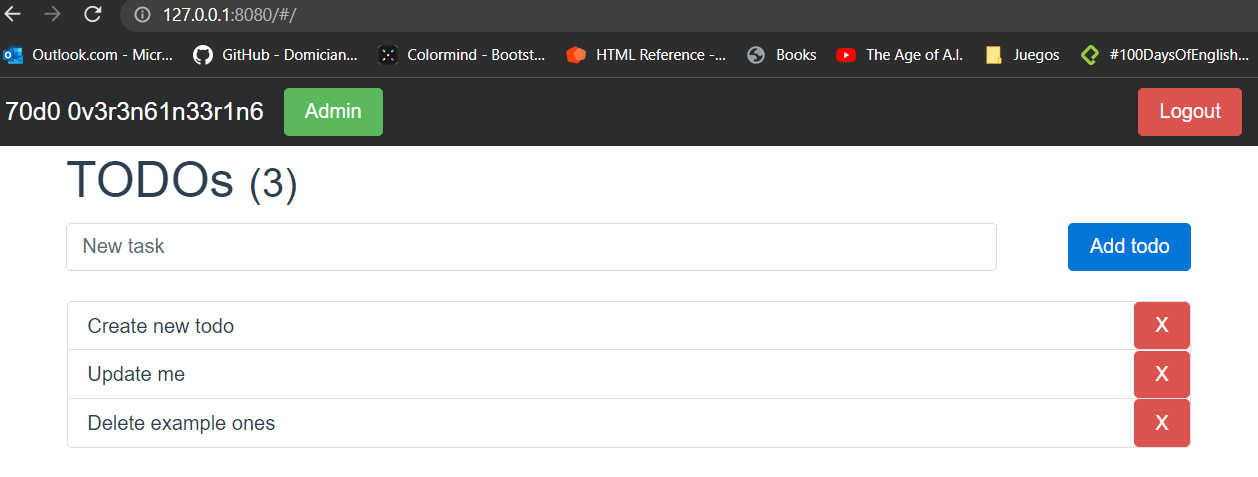 127.0.0.1:8080/#/
Outlook.com - Micr... GitHub - Domician... Colormind - Bootst... HTML Reference -... Books The Age of A.I. Juegos #100DaysOfEnglish...
70d0 0v3r3n61n33r1n6 Admin Logout
TODOs (3)
New task Add todo
Create new todo X
Update me X
Delete example ones X